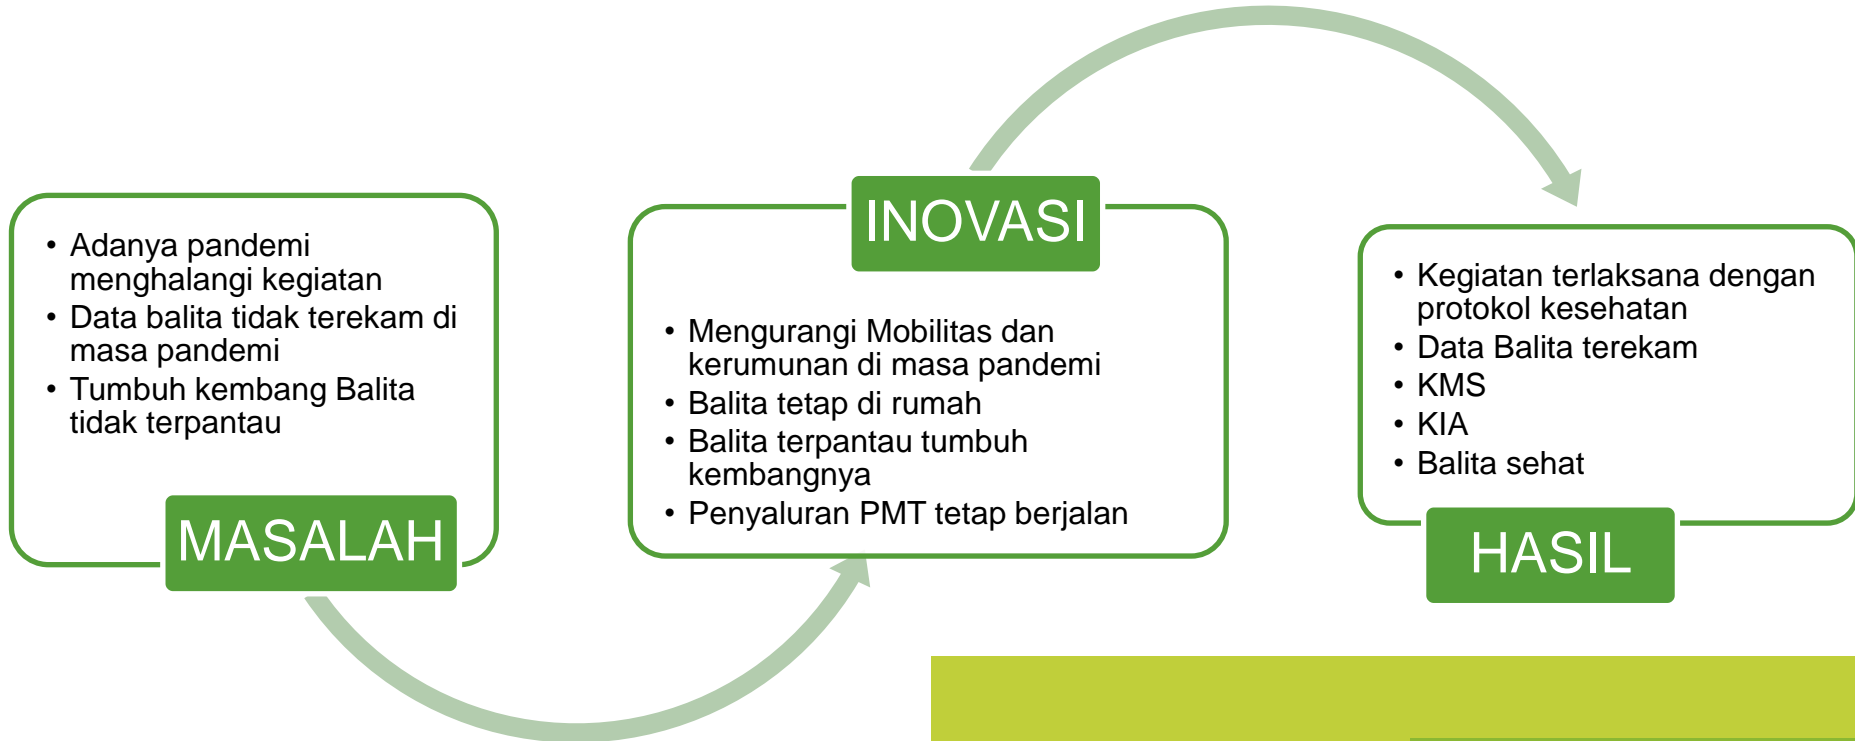 • Adanya pandemi
menghalangi kegiatan
• Data balita tidak terekam di
masa pandemi
• Tumbuh kembang Balita
tidak terpantau
MASALAH
INOVASI
• Mengurangi Mobilitas dan
kerumunan di masa pandemi
• Balita tetap di rumah
• Balita terpantau tumbuh
kembangnya
• Penyaluran PMT tetap berjalan
• Kegiatan terlaksana dengan
protokol kesehatan
• Data Balita terekam
• KMS
• KIA
• Balita sehat
HASIL